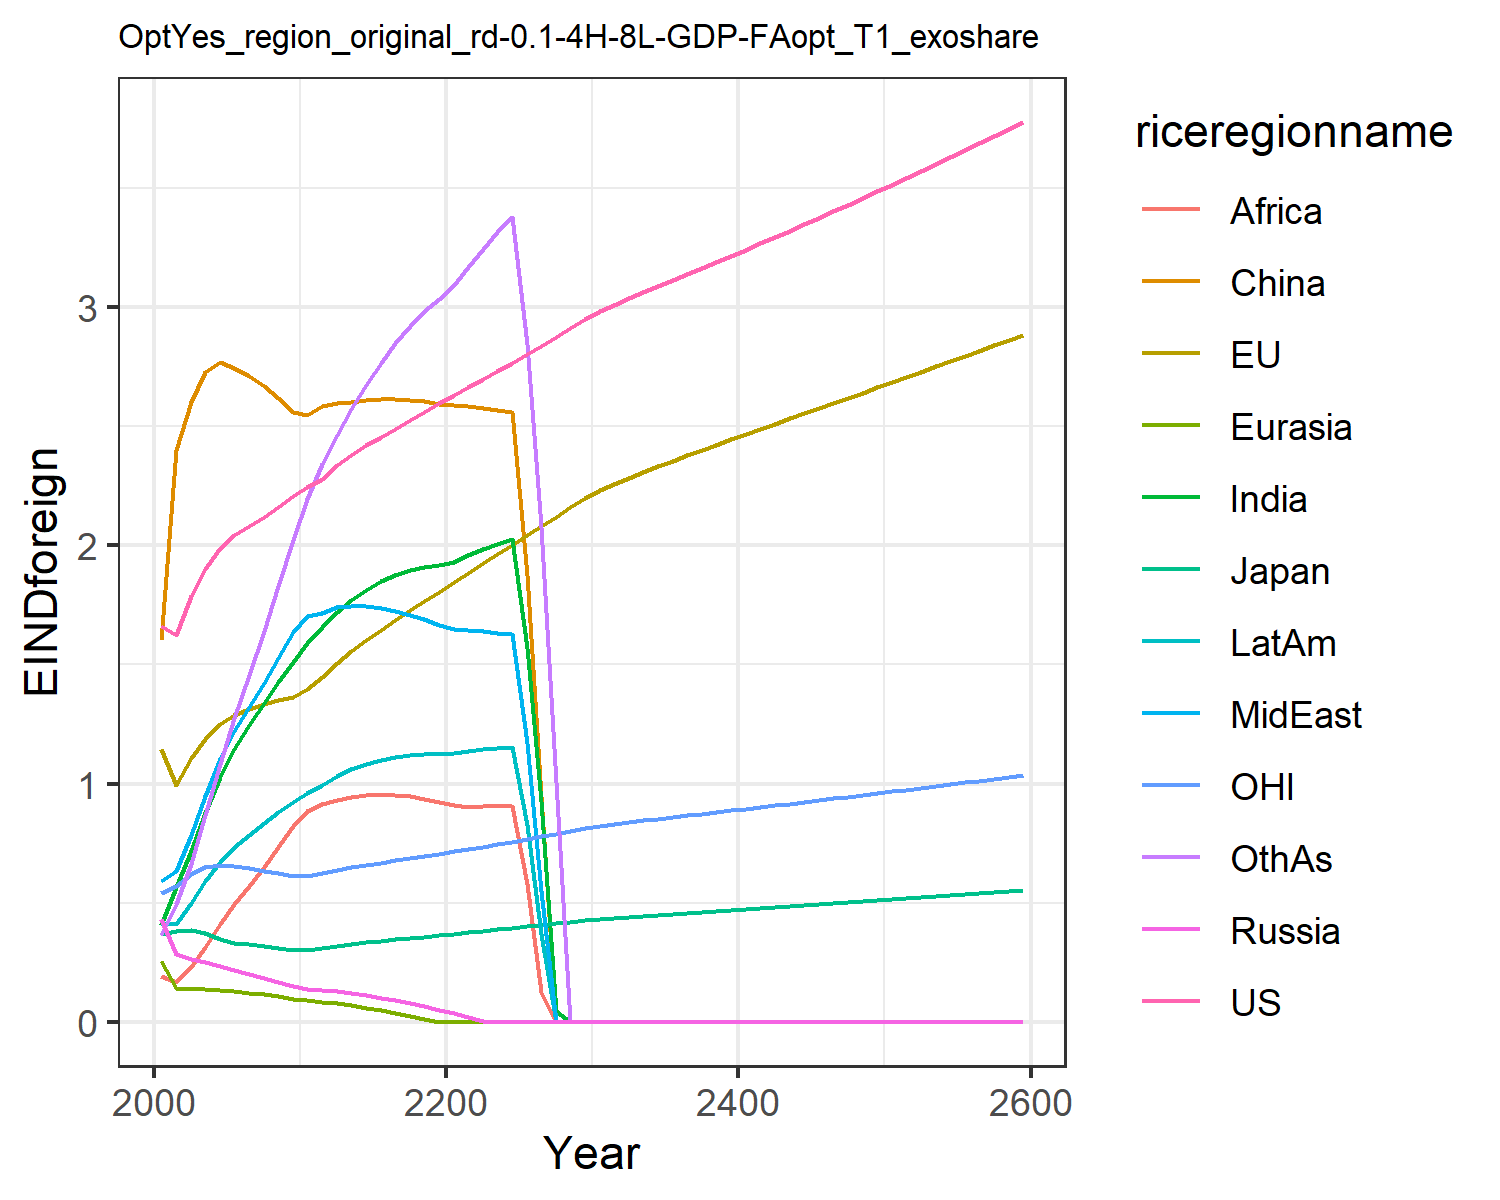 OptYes_region_original_rd-0.1-4H-8L-GDP-FAopt_T1_exoshare
EINDforeign
3
2
1
0
2000 2200 2400 2600
Year
riceregionname
Africa
China
EU
Eurasia
India
Japan
LatAm
MidEast
OHI
OthAs
Russia
US